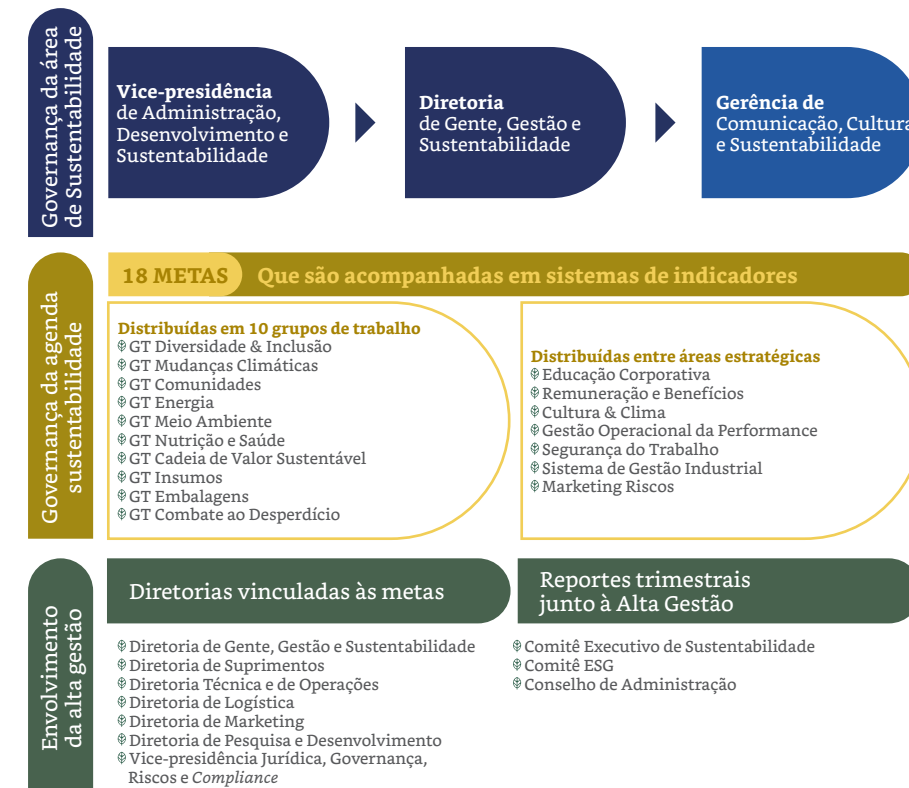 Governança da área
de Sustentabilidade
Vice-presidência
de Administração,
Desenvolvimento e
Sustentabilidade
Diretoria
de Gente, Gestão e
Sustentabilidade
Gerência de
Comunicação, Cultura
e Sustentabilidade
Governança da agenda
sustentabilidade
18 METAS Que são acompanhadas em sistemas de indicadores
Distribuídas em 10 grupos de trabalho
GT Diversidade & Inclusão
GT Mudanças Climáticas
GT Comunidades
GT Energia
GT Meio Ambiente
GT Nutrição e Saúde
GT Cadeia de Valor Sustentável
GT Insumos
GT Embalagens
GT Combate ao Desperdício
Distribuídas entre áreas estratégicas
Educação Corporativa
Remuneração e Benefícios
Cultura & Clima
Gestão Operacional da Performance
Segurança do Trabalho
Sistema de Gestão Industrial
Marketing Riscos
Envolvimento
da alta gestão
Diretorias vinculadas às metas
Diretoria de Gente, Gestão e Sustentabilidade
Diretoria de Suprimentos
Diretoria Técnica e de Operações
Diretoria de Logística
Diretoria de Marketing
Diretoria de Pesquisa e Desenvolvimento
Vice-presidência Jurídica, Governança,
Riscos e Compliance
Reportes trimestrais
junto à Alta Gestão
Comitê Executivo de Sustentabilidade
Comitê ESG
Conselho de Administração